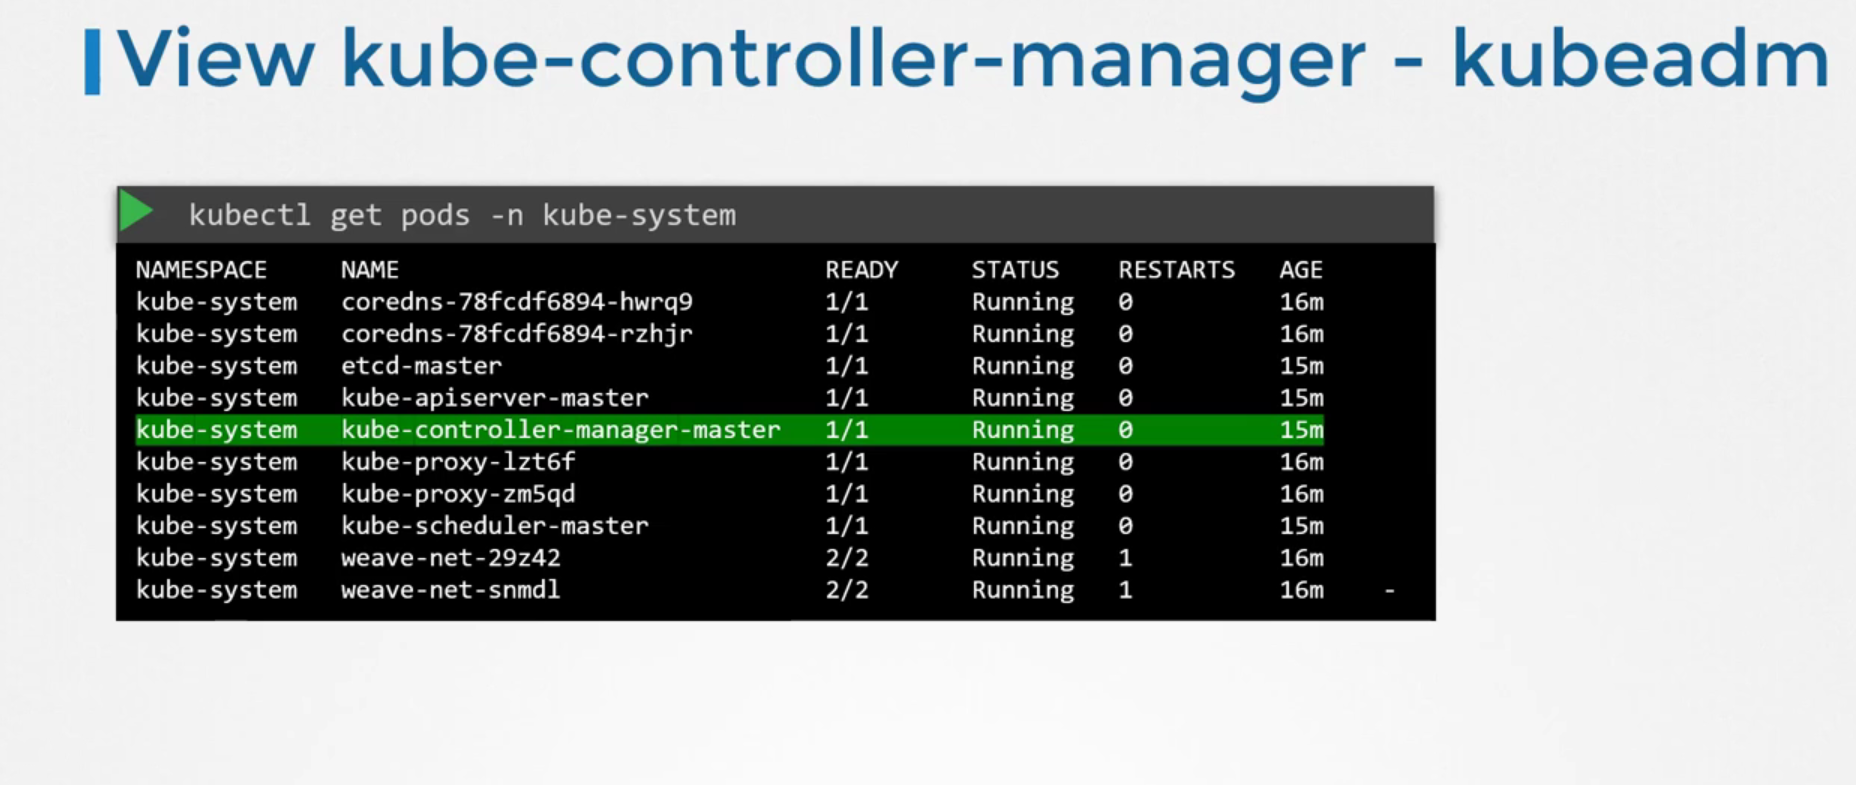 View kube-controller-manager - kubeadm
kubectl get pods -n kube-system
NAMESPACE NAME READY STATUS RESTARTS AGE
kube-system coredns-78fcdf6894-hwrq9 1/1 Running 0 16m
kube-system coredns-78fcdf6894-rzhjr 1/1 Running 0 16m
kube-system etcd-master 1/1 Running 0 15m
kube-system kube-apiserver-master 1/1 Running 0 15m
kube-system kube-controller-manager-master 1/1 Running 0 15m
kube-system kube-proxy-lzt6f 1/1 Running 0 16m
kube-system kube-proxy-zm5qd 1/1 Running 0 16m
kube-system kube-scheduler-master 1/1 Running 0 15m
kube-system weave-net-29z42 2/2 Running 1 16m
kube-system weave-net-snmdl 2/2 Running 1 16m -